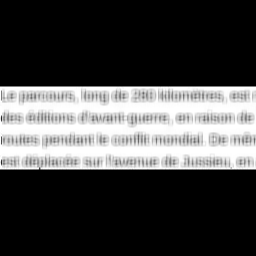 Le parcours, long de 280 kilomètres, est
des éditions d'avant-guerre, en raison de
routes pendant le conflit mondial. De mêm
est déplacée sur l'avenue de Jussieu, en